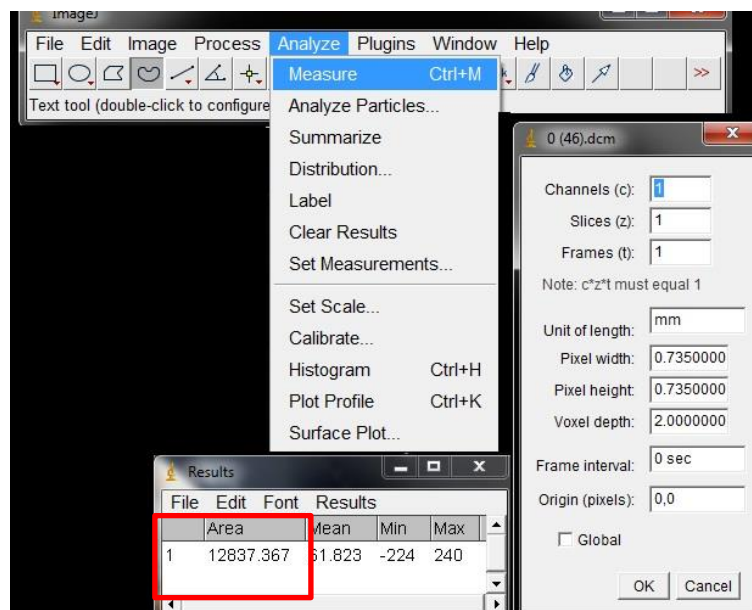 ImageJ
File Edit Image Process Analyze Plugins Window Help
>>
Text tool (double-click to configure
Measure Ctrl+M
Analyze Particles...
Summarize
Distribution...
Label
Clear Results
Set Measurements...
Set Scale...
Calibrate...
Histogram Ctrl+H
Plot Profile Ctrl+K
Surface Plot...
0 (46).dcm
Channels (c): 1
Slices (z): 1
Frames (t): 1
Note: c*z*t must equal 1
Unit of length: mm
Pixel width: 0.7350000
Pixel height: 0.7350000
Voxel depth: 2.0000000
Frame interval: 0 sec
Origin (pixels): 0,0
Global
OK Cancel
Results
File Edit Font Results
Area Mean Min Max
1 12837.367 61.823 -224 240